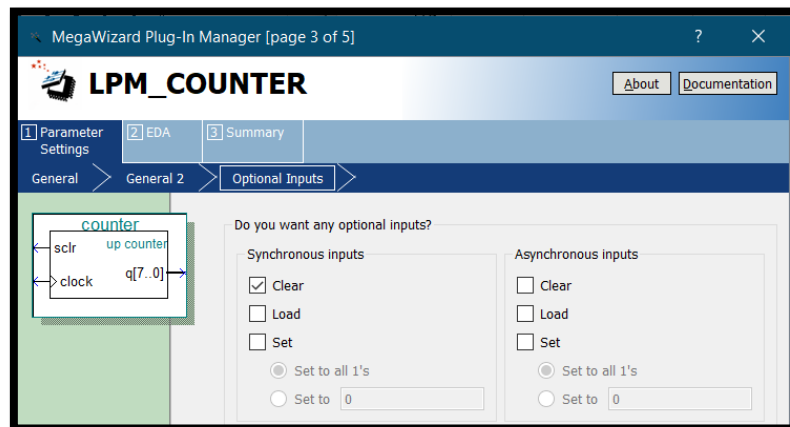 MegaWizard Plug-In Manager [page 3 of 5] ? ×
LPM_COUNTER
About Documentation
1 Parameter Settings
2 EDA
3 Summary
General
General 2
Optional Inputs
counter
sclr up counter
clock q[7..0]
Do you want any optional inputs?
Synchronous inputs
Clear
Load
Set
Set to all 1's
Set to 0
Asynchronous inputs
Clear
Load
Set
Set to all 1's
Set to 0